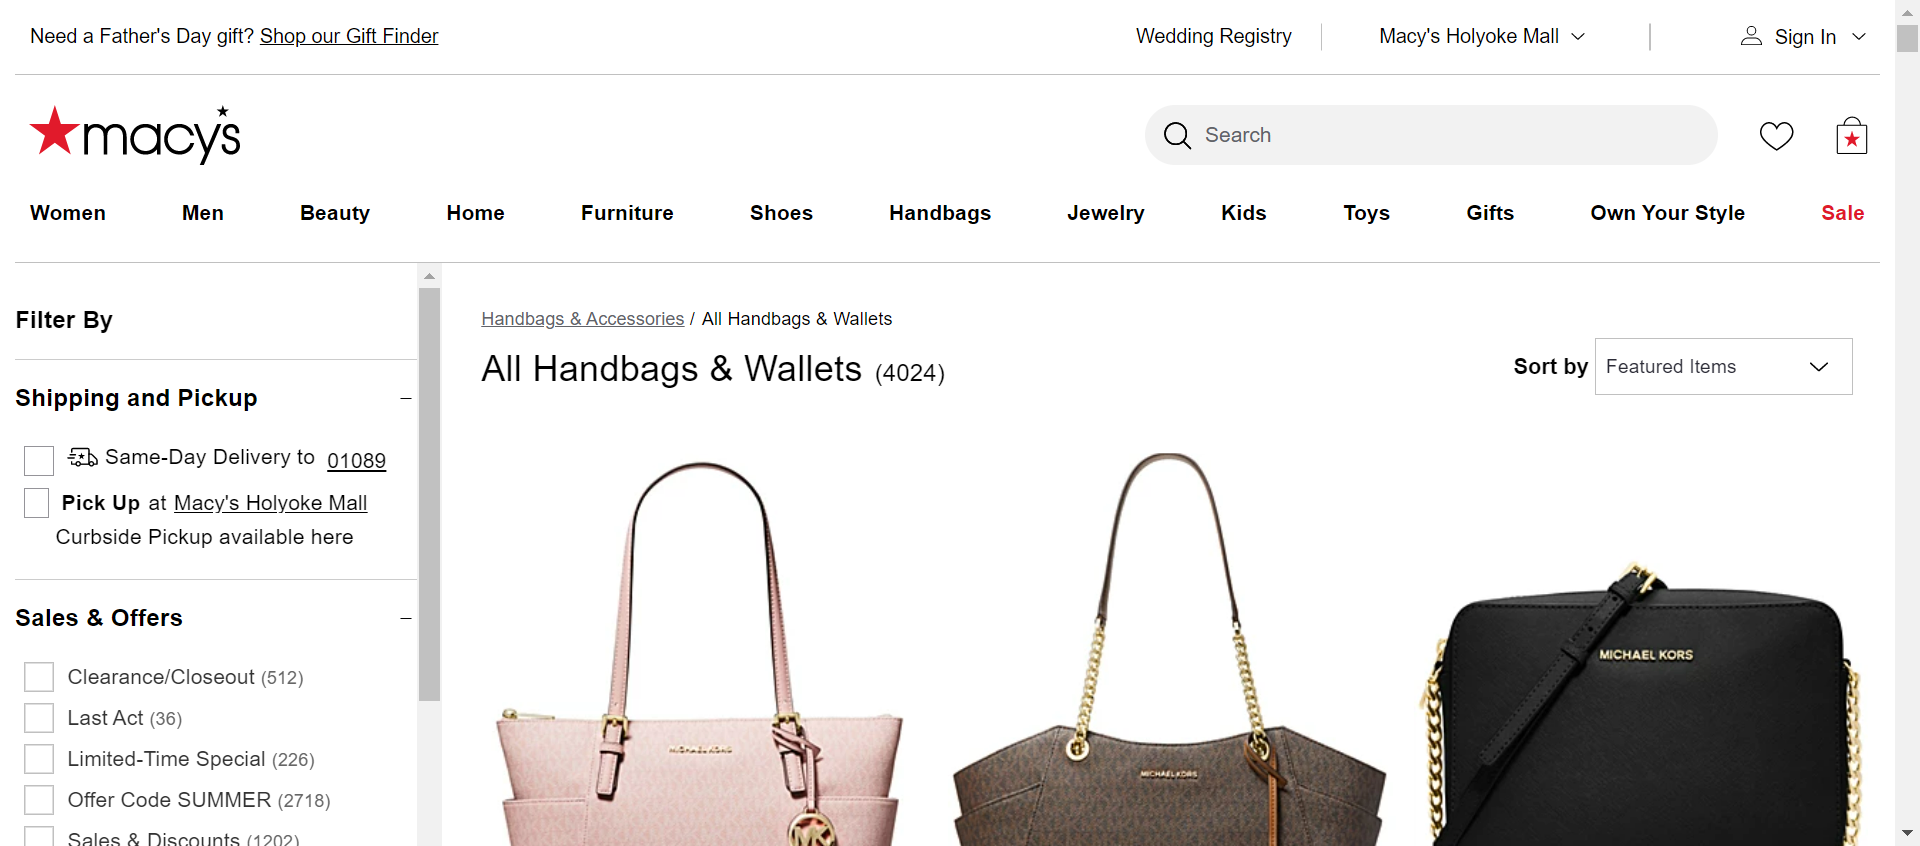 Need a Father's Day gift? Shop our Gift Finder
Wedding Registry
Macy's Holyoke Mall
Sign In
macy's
Search
Women
Men
Beauty
Home
Furniture
Shoes
Handbags
Jewelry
Kids
Toys
Gifts
Own Your Style
Sale
Filter By
Shipping and Pickup
Same-Day Delivery to 01089
Pick Up at Macy's Holyoke Mall
Curbside Pickup available here
Sales & Offers
Clearance/Closeout (512)
Last Act (36)
Limited-Time Special (226)
Offer Code SUMMER (2718)
Sales & Discounts (1202)
Handbags & Accessories / All Handbags & Wallets
All Handbags & Wallets (4024)
Sort by Featured Items
MICHAEL KORS
MK
MICHAEL KORS
MICHAEL KORS